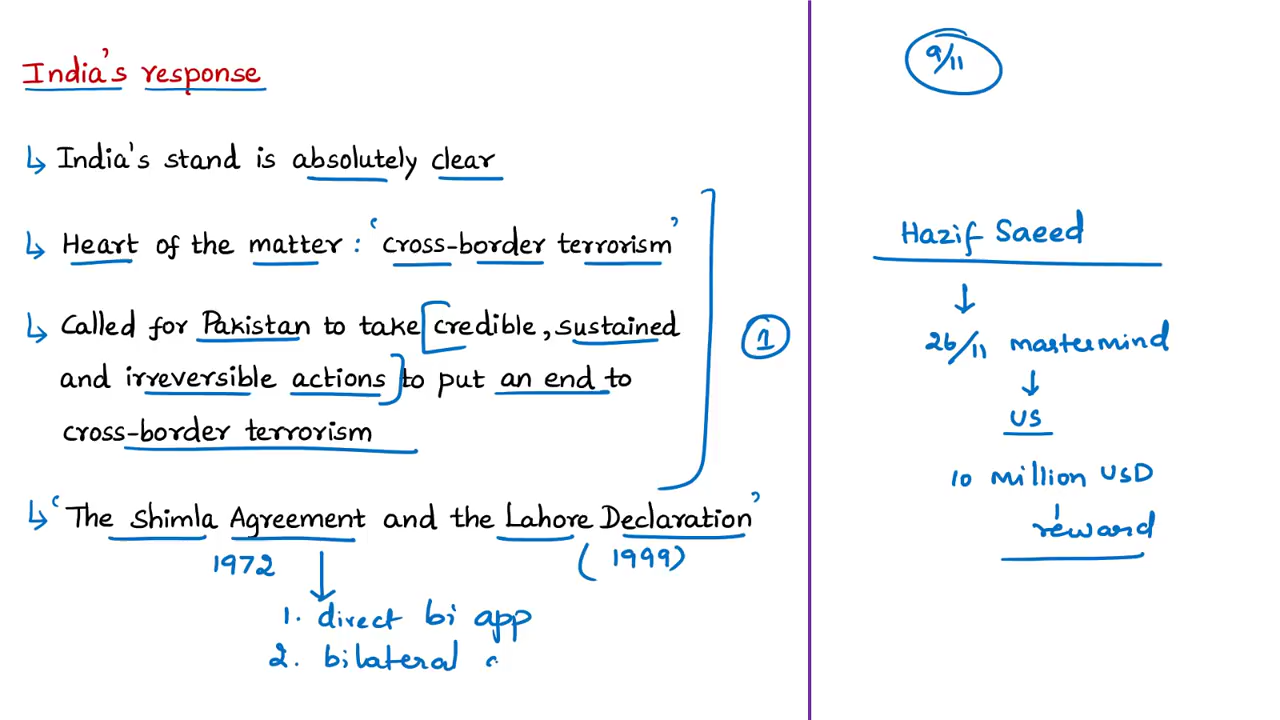 India's response
↳ India's stand is absolutely clear
↳ Heart of the matter : 'cross-border terrorism'
↳ Called for Pakistan to take [credible, sustained
and irreversible actions] to put an end to
cross-border terrorism
1
↳ 'The Shimla Agreement and the Lahore Declaration'
1972 (1999)
↓
1. direct bi app
2. bilateral
9/11
Hazif Saeed
↓
26/11 mastermind
↓
US
10 million USD
↓
reward